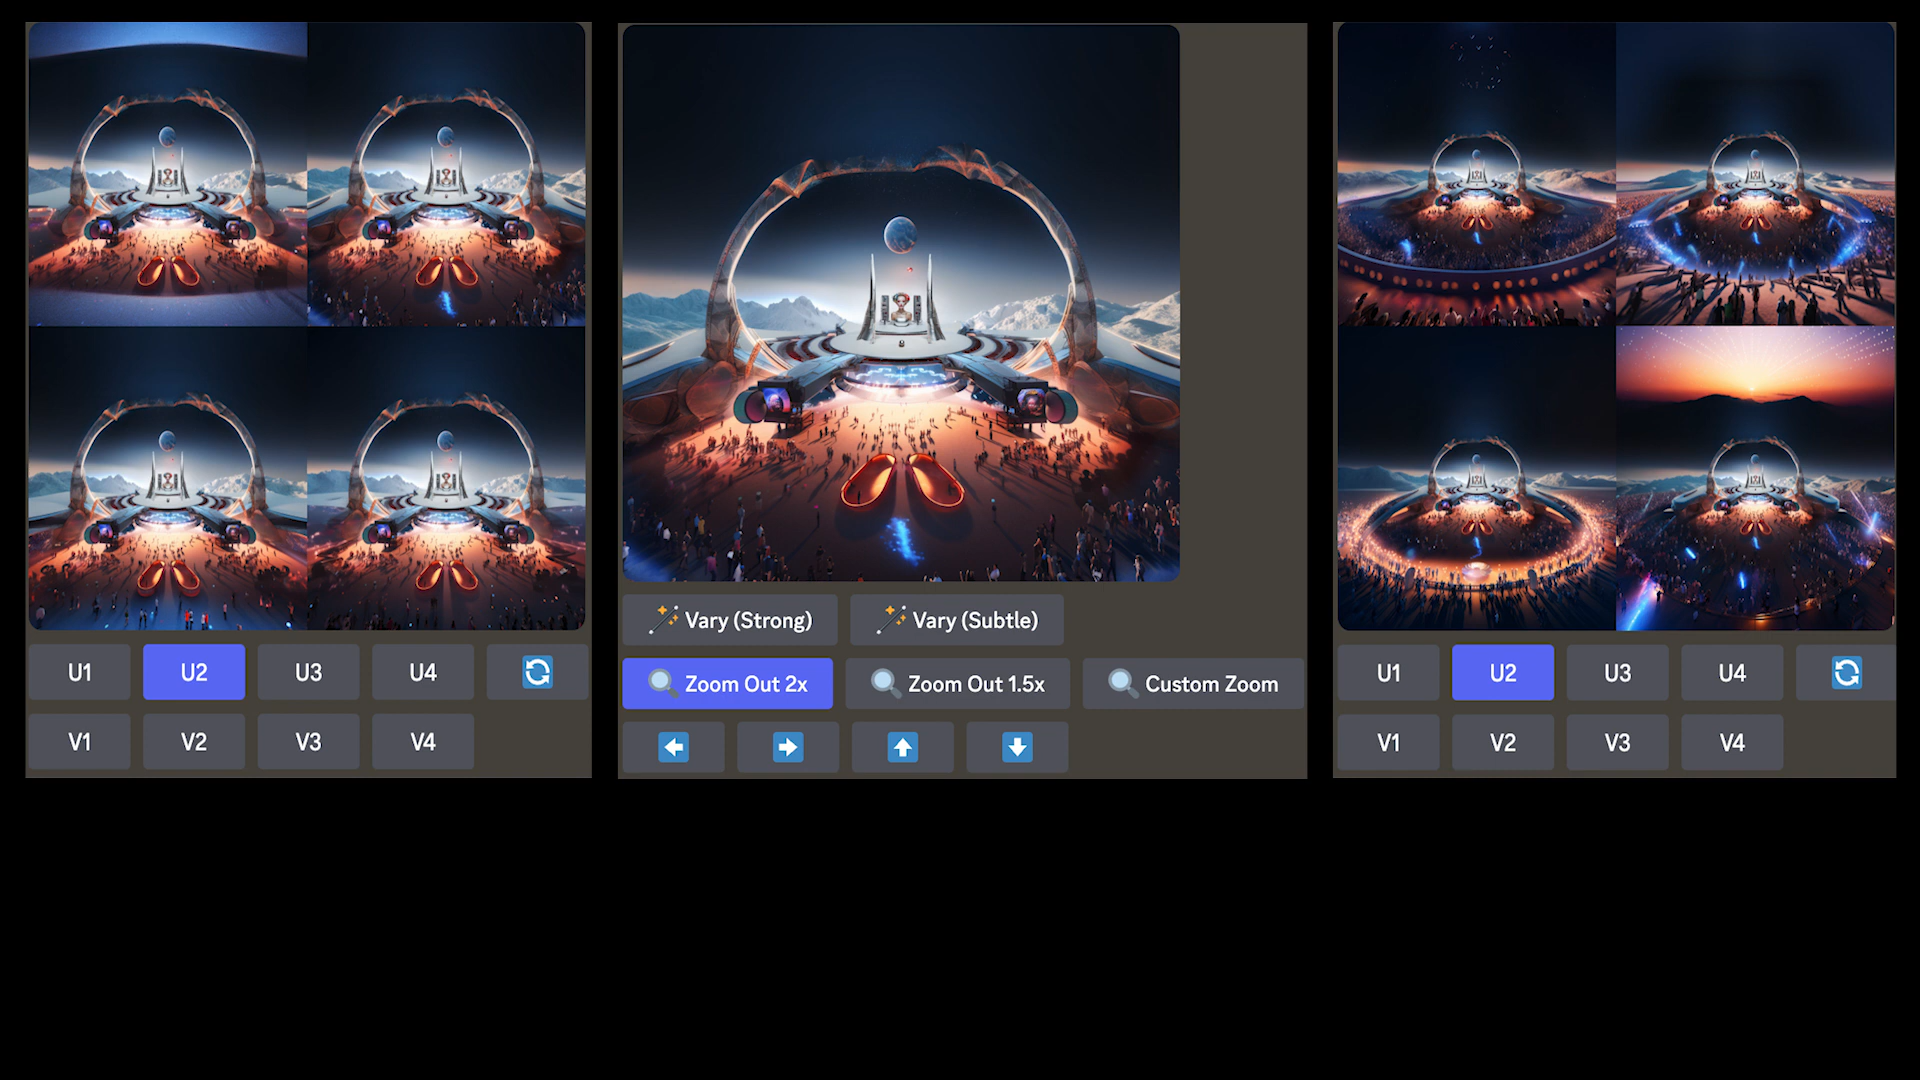 U1 U2 U3 U4
V1 V2 V3 V4
Vary (Strong) Vary (Subtle)
Zoom Out 2x Zoom Out 1.5x Custom Zoom
U1 U2 U3 U4
V1 V2 V3 V4